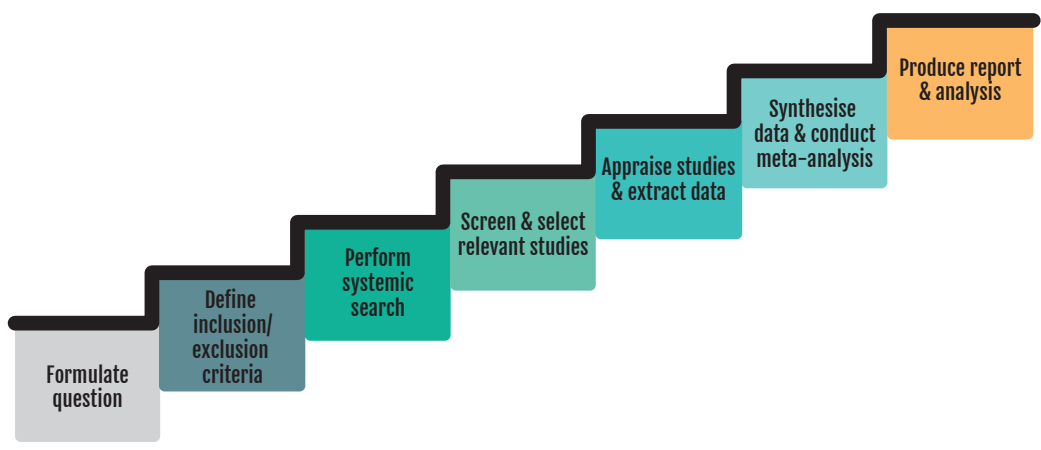 Formulate
question
Define
inclusion/
exclusion
criteria
Perform
systemic
search
Screen & select
relevant studies
Appraise studies
& extract data
Synthesise
data & conduct
meta-analysis
Produce report
& analysis